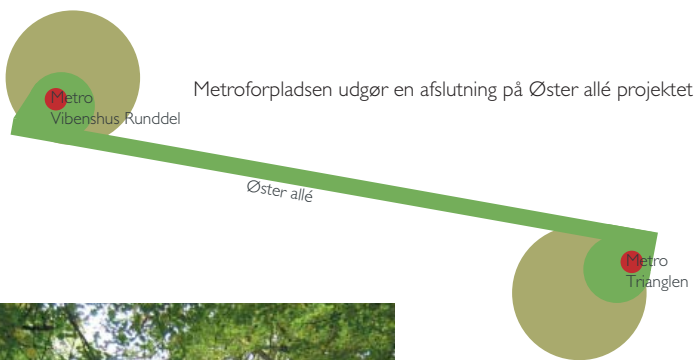 Metroforpladsen udgør en afslutning på Øster allé projektet
Metro
Vibenshus Runddel
Øster allé
Metro
Trianglen